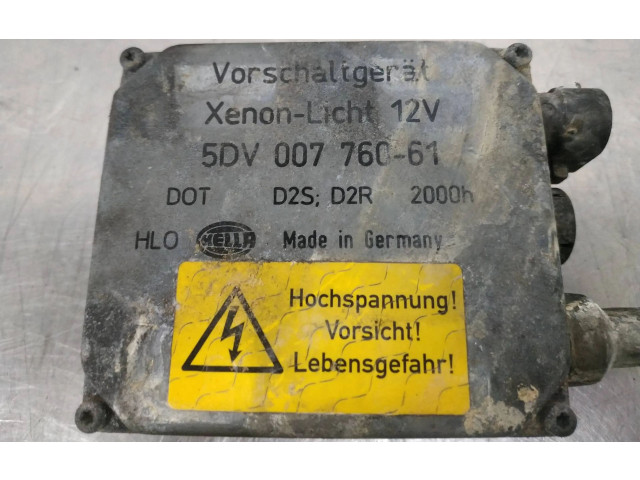 Vorschaltgerät
Xenon-Licht 12V
5DV 007 760-61
DOT D2S; D2R 2000h
HLO HELLA Made in Germany
Hochspannung!
Vorsicht!
Lebensgefahr!